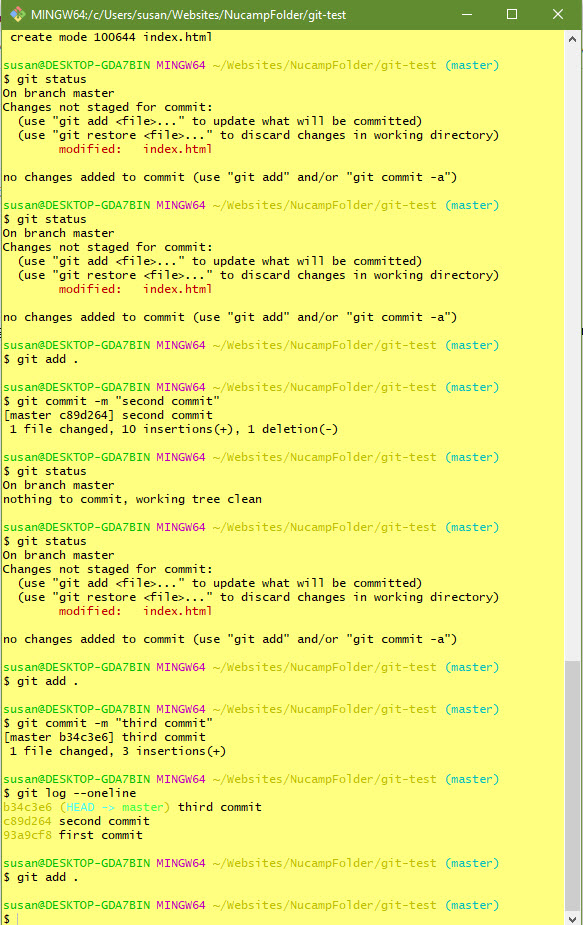 MINGW64:/c/Users/susan/Websites/NucampFolder/git-test
create mode 100644 index.html
susan@DESKTOP-GDA7BIN MINGW64 ~/Websites/NucampFolder/git-test (master)
$ git status
On branch master
Changes not staged for commit:
(use "git add <file>..." to update what will be committed)
(use "git restore <file>..." to discard changes in working directory)
modified: index.html
no changes added to commit (use "git add" and/or "git commit -a")
susan@DESKTOP-GDA7BIN MINGW64 ~/Websites/NucampFolder/git-test (master)
$ git status
On branch master
Changes not staged for commit:
(use "git add <file>..." to update what will be committed)
(use "git restore <file>..." to discard changes in working directory)
modified: index.html
no changes added to commit (use "git add" and/or "git commit -a")
susan@DESKTOP-GDA7BIN MINGW64 ~/Websites/NucampFolder/git-test (master)
$ git add .
susan@DESKTOP-GDA7BIN MINGW64 ~/Websites/NucampFolder/git-test (master)
$ git commit -m "second commit"
[master c89d264] second commit
1 file changed, 10 insertions(+), 1 deletion(-)
susan@DESKTOP-GDA7BIN MINGW64 ~/Websites/NucampFolder/git-test (master)
$ git status
On branch master
nothing to commit, working tree clean
susan@DESKTOP-GDA7BIN MINGW64 ~/Websites/NucampFolder/git-test (master)
$ git status
On branch master
Changes not staged for commit:
(use "git add <file>..." to update what will be committed)
(use "git restore <file>..." to discard changes in working directory)
modified: index.html
no changes added to commit (use "git add" and/or "git commit -a")
susan@DESKTOP-GDA7BIN MINGW64 ~/Websites/NucampFolder/git-test (master)
$ git add .
susan@DESKTOP-GDA7BIN MINGW64 ~/Websites/NucampFolder/git-test (master)
$ git commit -m "third commit"
[master b34c3e6] third commit
1 file changed, 3 insertions(+)
susan@DESKTOP-GDA7BIN MINGW64 ~/Websites/NucampFolder/git-test (master)
$ git log --oneline
b34c3e6 (HEAD -> master) third commit
c89d264 second commit
93a9cf8 first commit
susan@DESKTOP-GDA7BIN MINGW64 ~/Websites/NucampFolder/git-test (master)
$ git add .
susan@DESKTOP-GDA7BIN MINGW64 ~/Websites/NucampFolder/git-test (master)
$